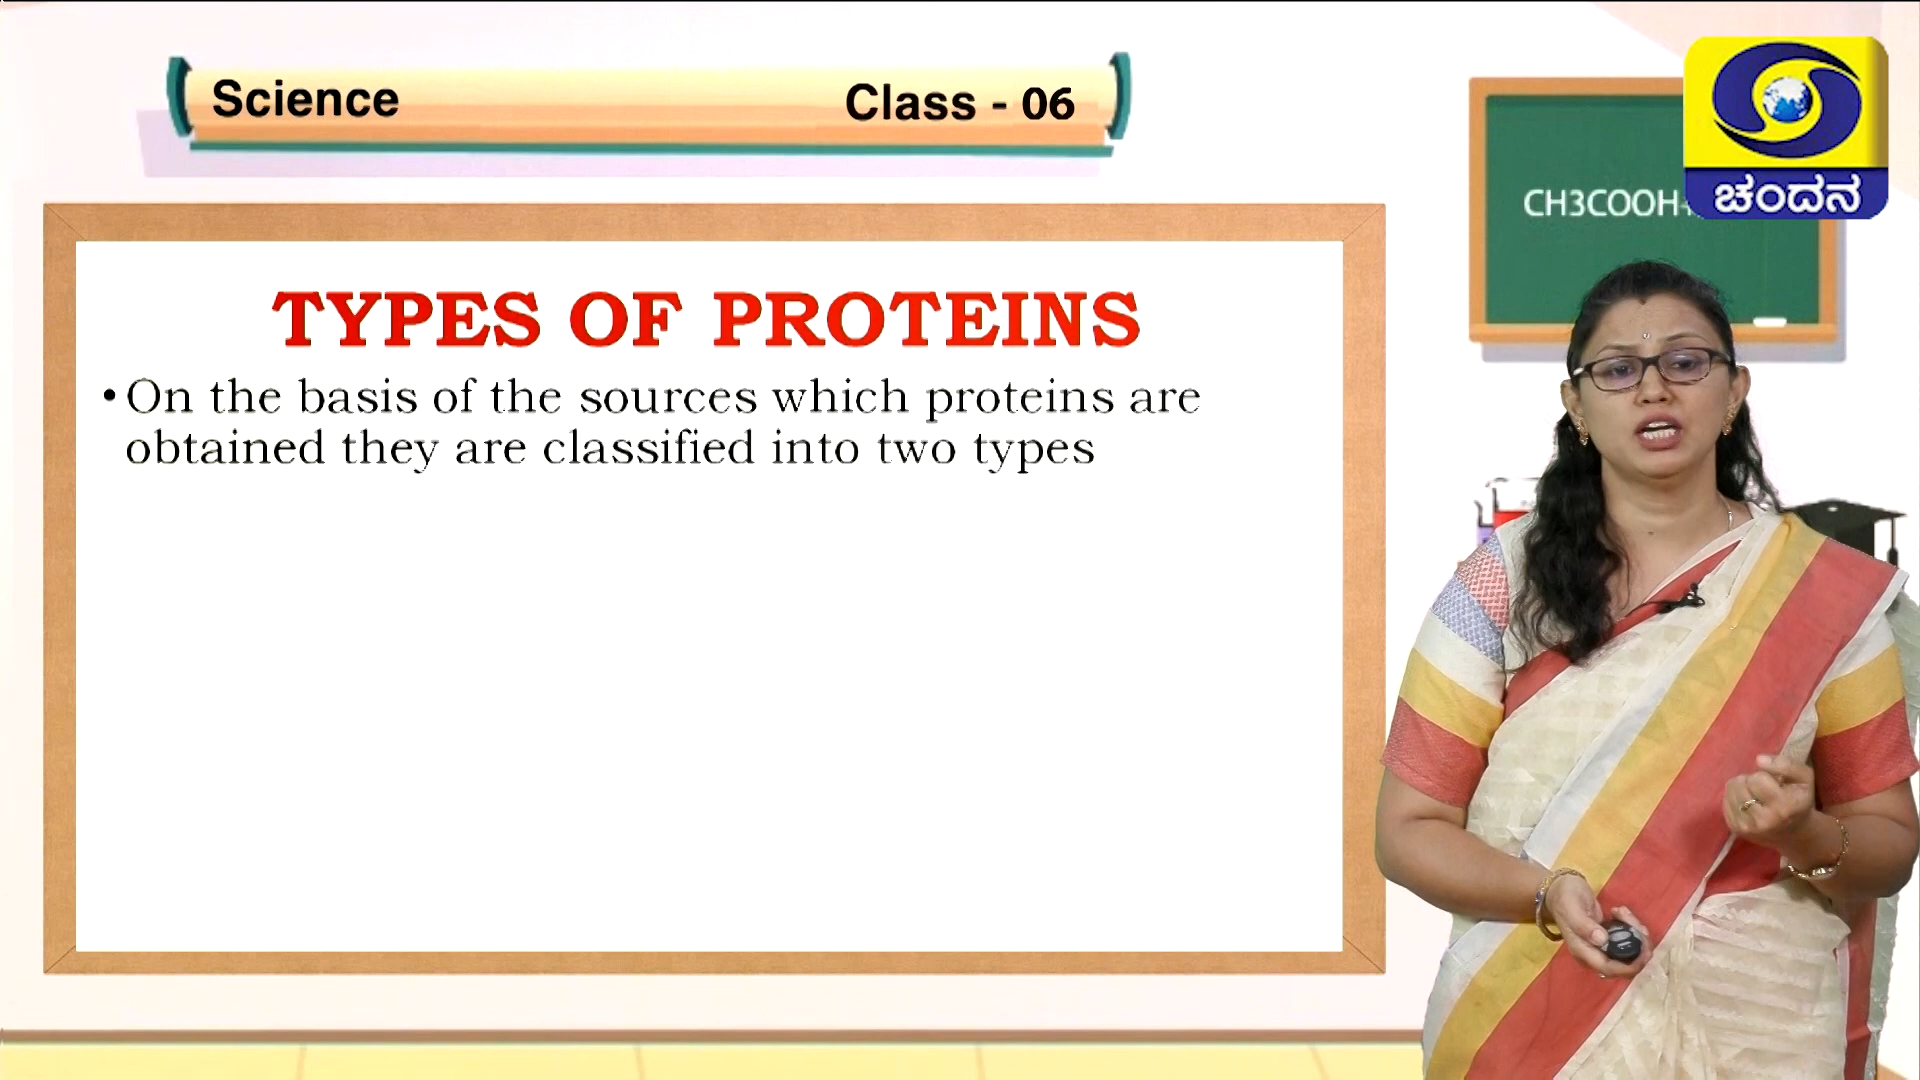 Science
Class - 06
CH3COOH+
ಚಂದನ
TYPES OF PROTEINS
• On the basis of the sources which proteins are
obtained they are classified into two types